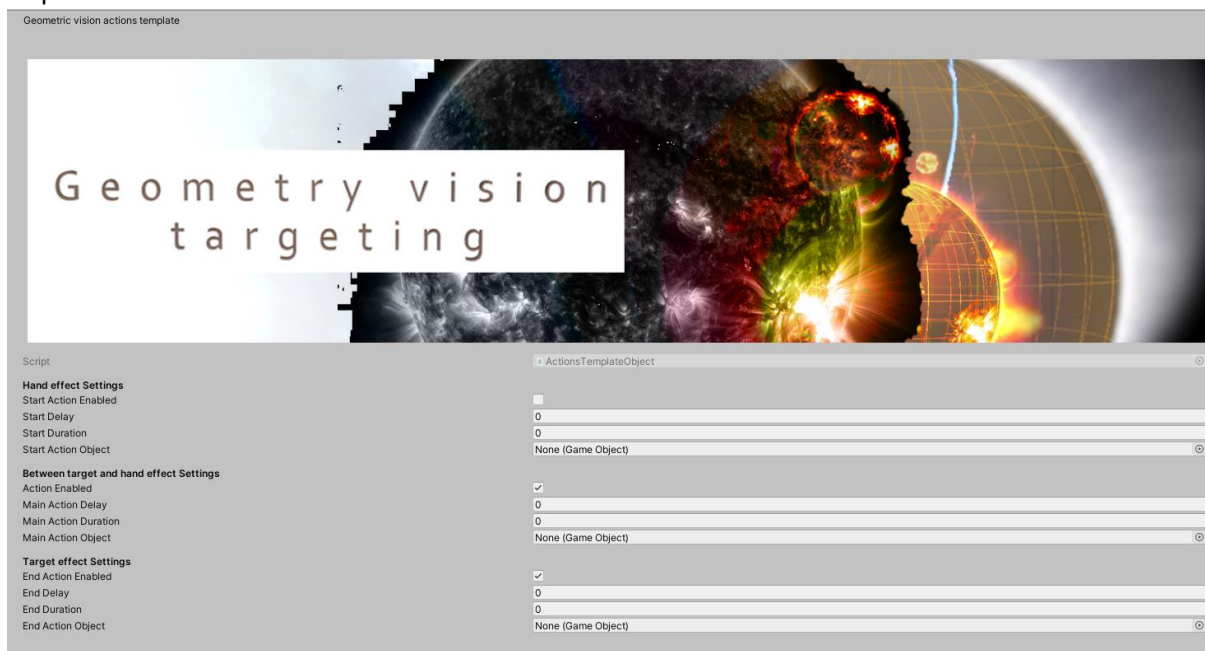 Geometric vision actions template
Geometry vision
targeting
Script ActionsTemplateObject
Hand effect Settings
Start Action Enabled
Start Delay 0
Start Duration 0
Start Action Object None (Game Object)
Between target and hand effect Settings
Action Enabled
Main Action Delay 0
Main Action Duration 0
Main Action Object None (Game Object)
Target effect Settings
End Action Enabled
End Delay 0
End Duration 0
End Action Object None (Game Object)